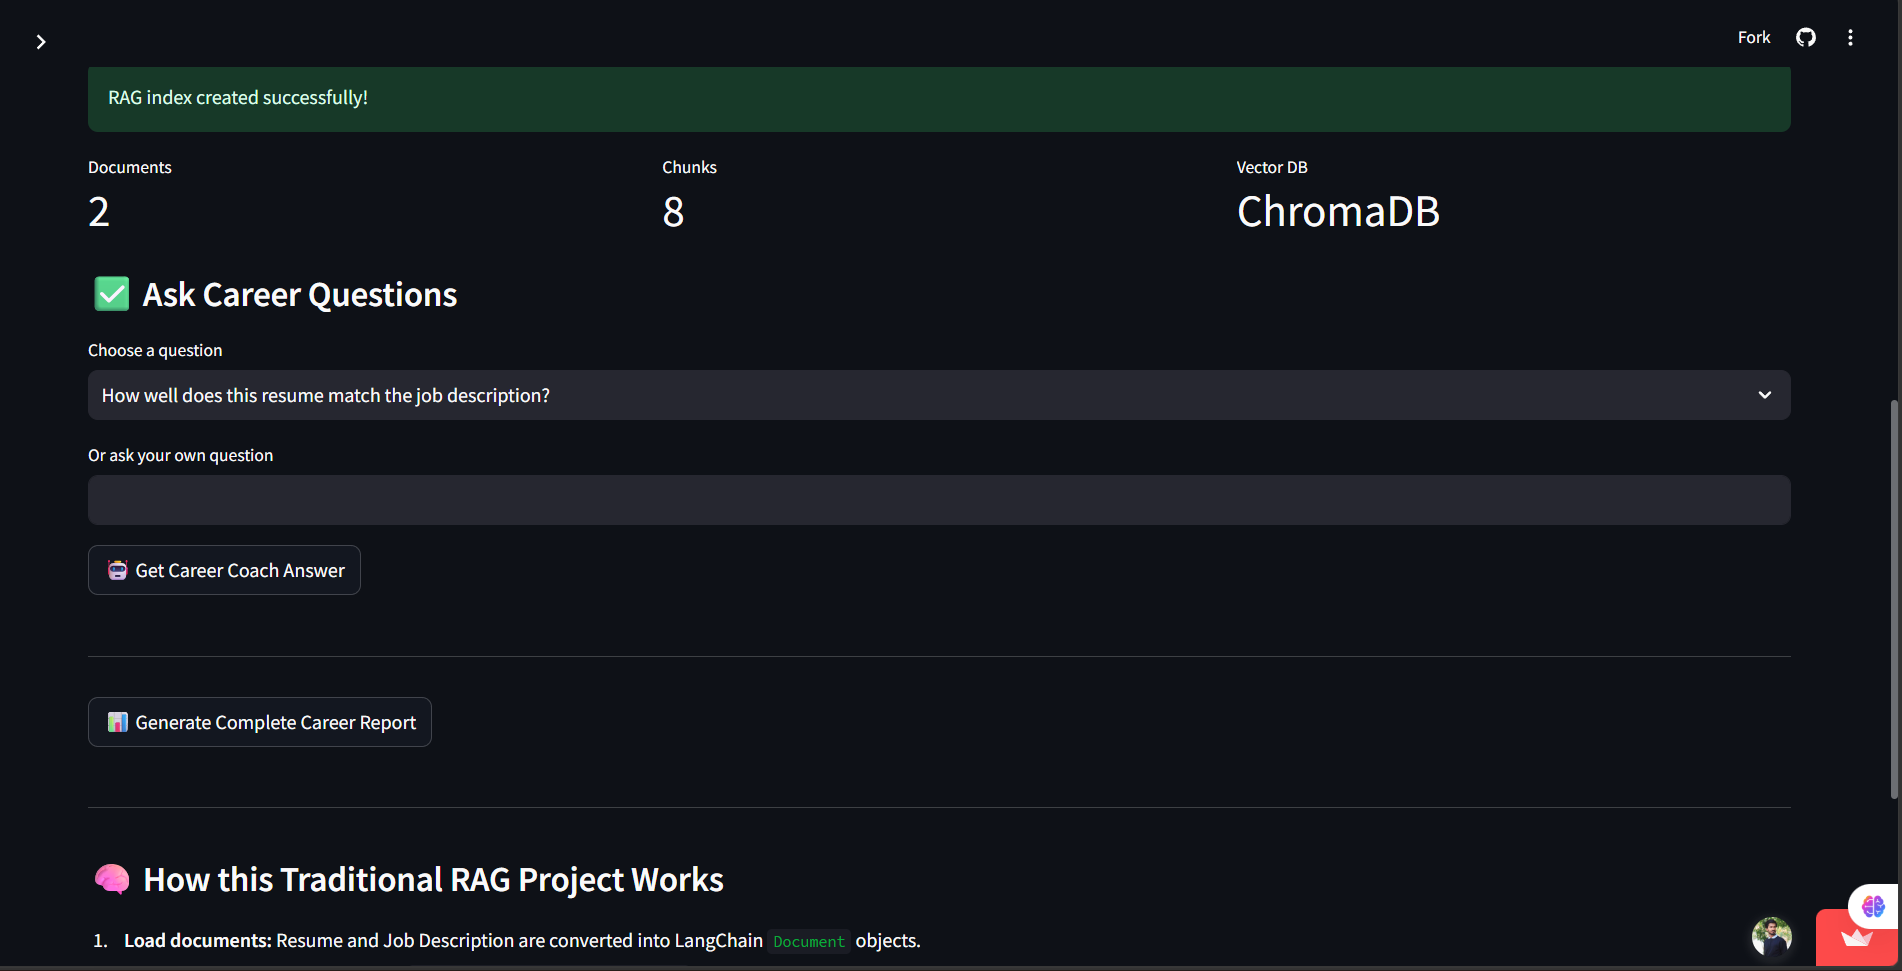 Fork
RAG index created successfully!
Documents
2
Chunks
8
Vector DB
ChromaDB
Ask Career Questions
Choose a question
How well does this resume match the job description?
Or ask your own question
Get Career Coach Answer
Generate Complete Career Report
How this Traditional RAG Project Works
1. Load documents: Resume and Job Description are converted into LangChain Document objects.